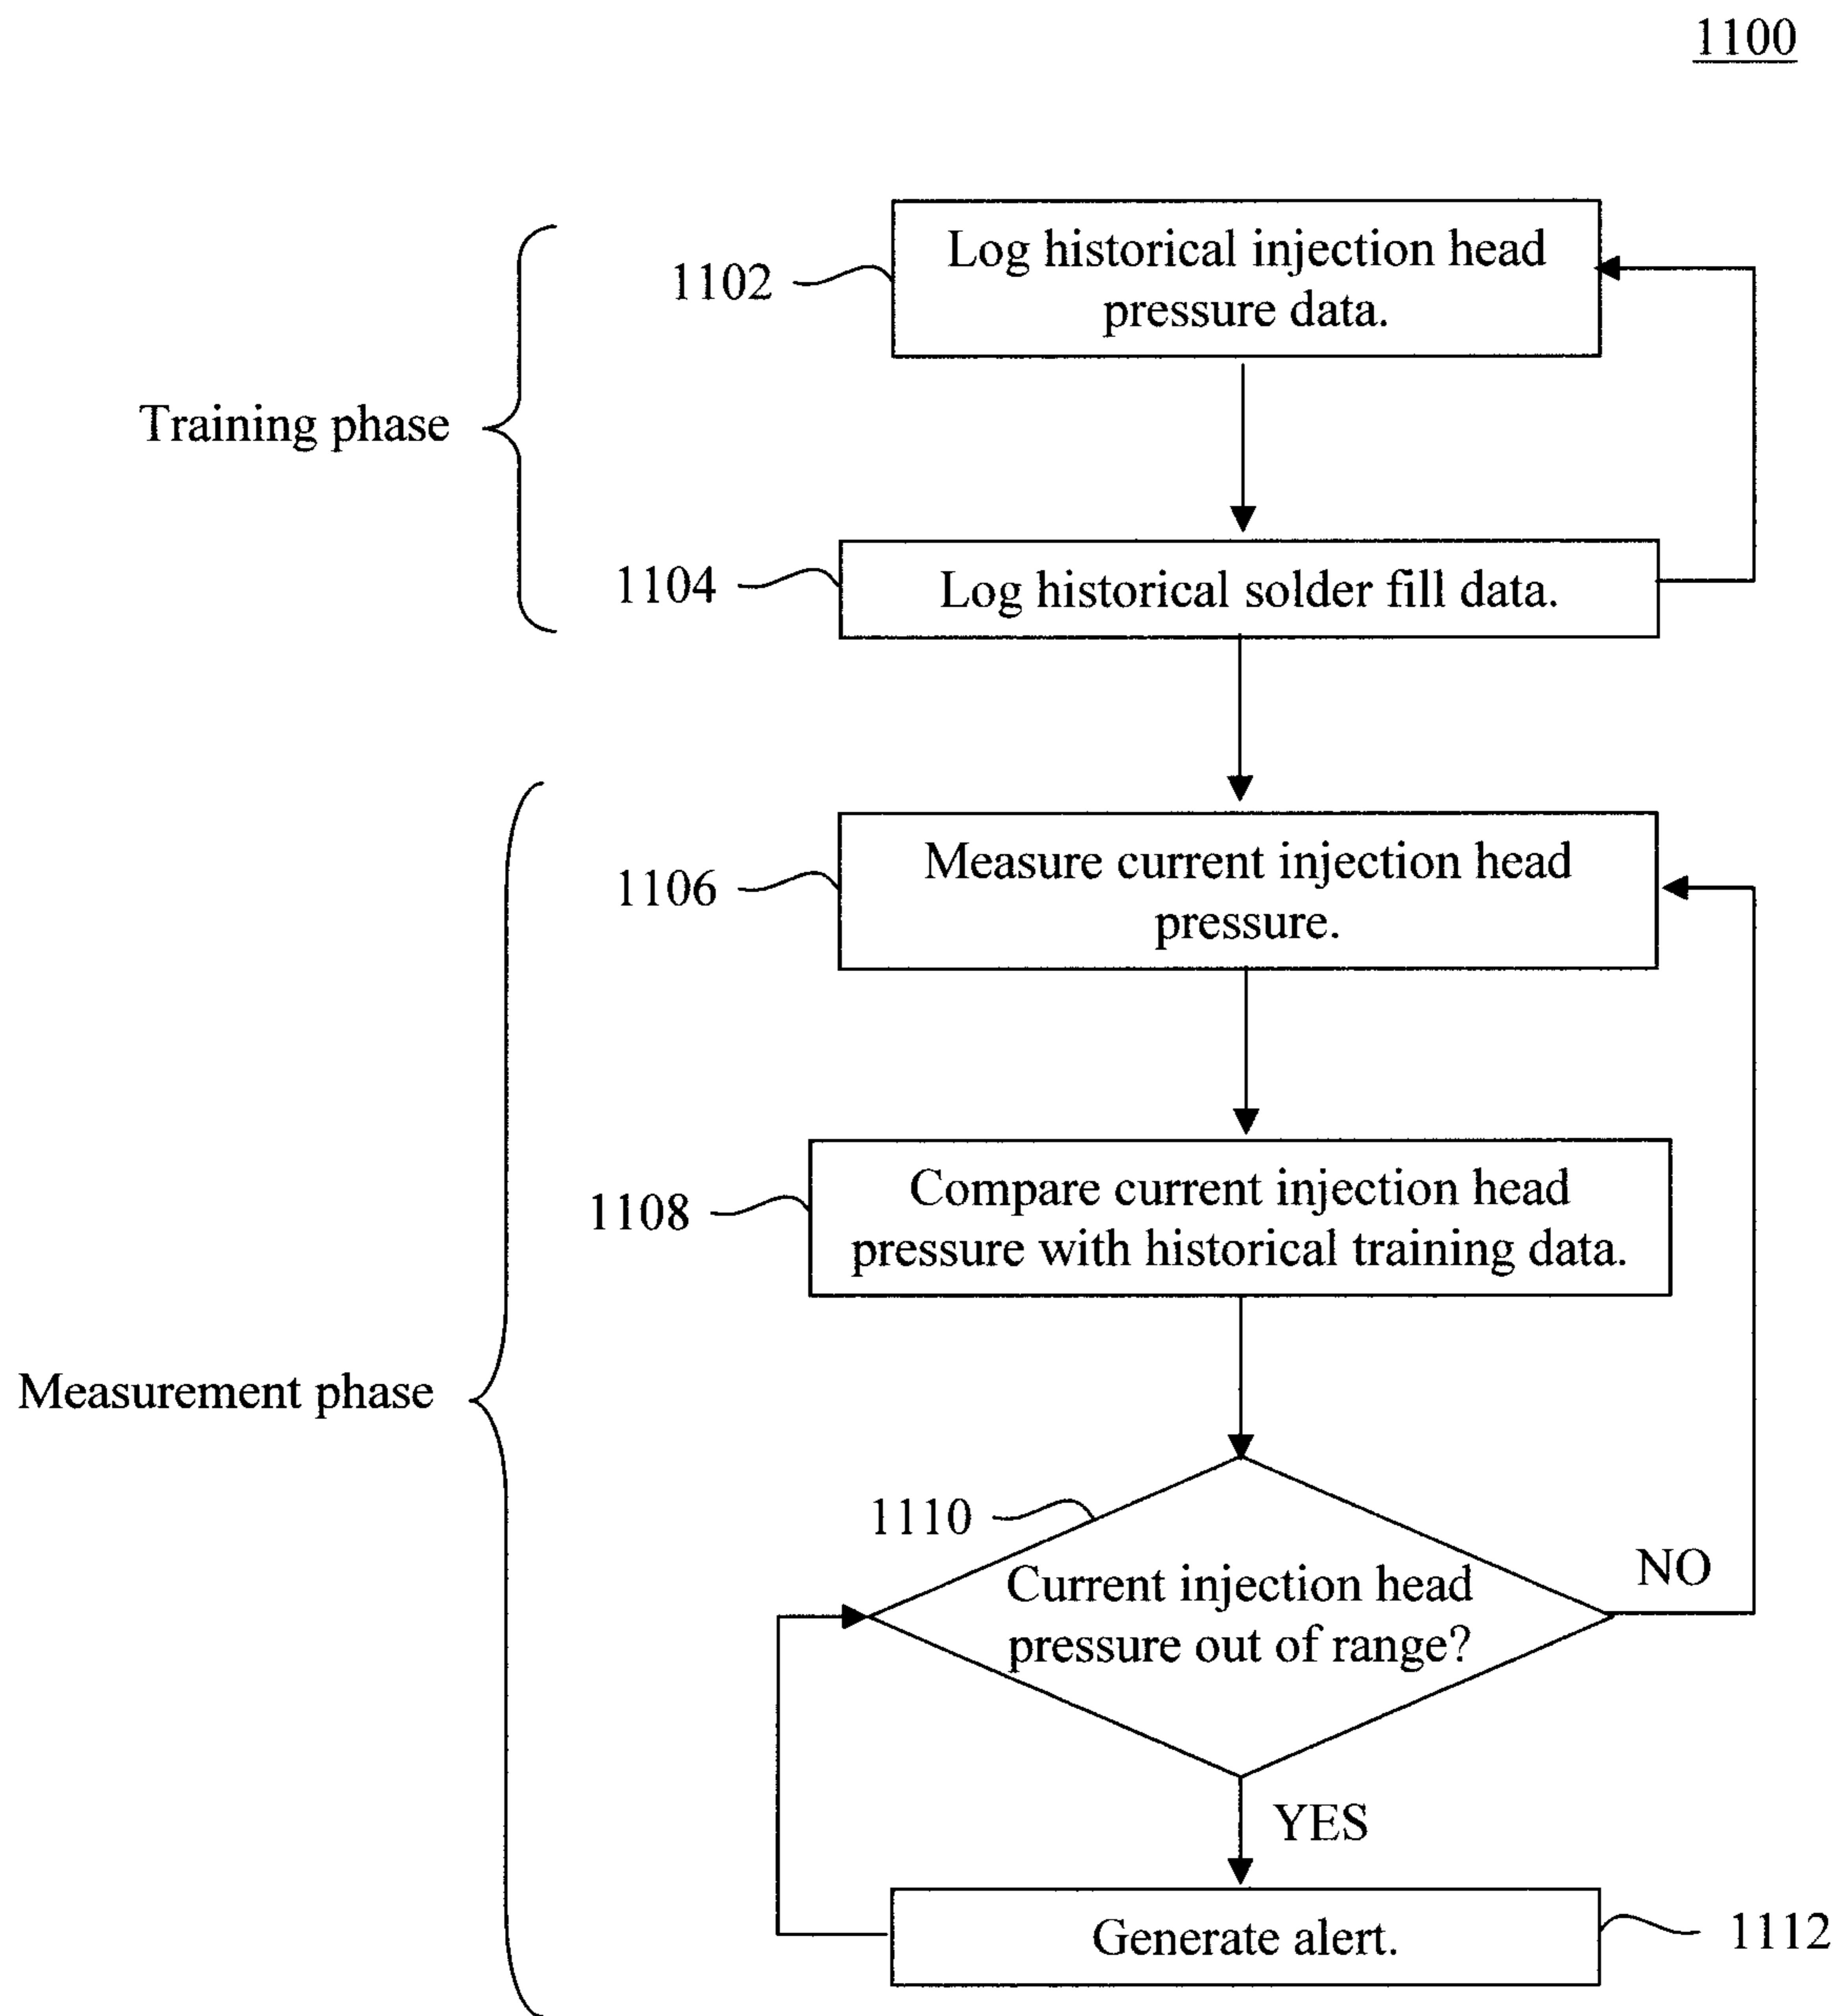 1100
Log historical injection head
pressure data.
1102
Training phase
1104
Log historical solder fill data.
Measure current injection head
pressure.
1106
Compare current injection head
pressure with historical training data.
1108
Measurement phase
1110
Current injection head
pressure out of range?
NO
YES
Generate alert.
1112